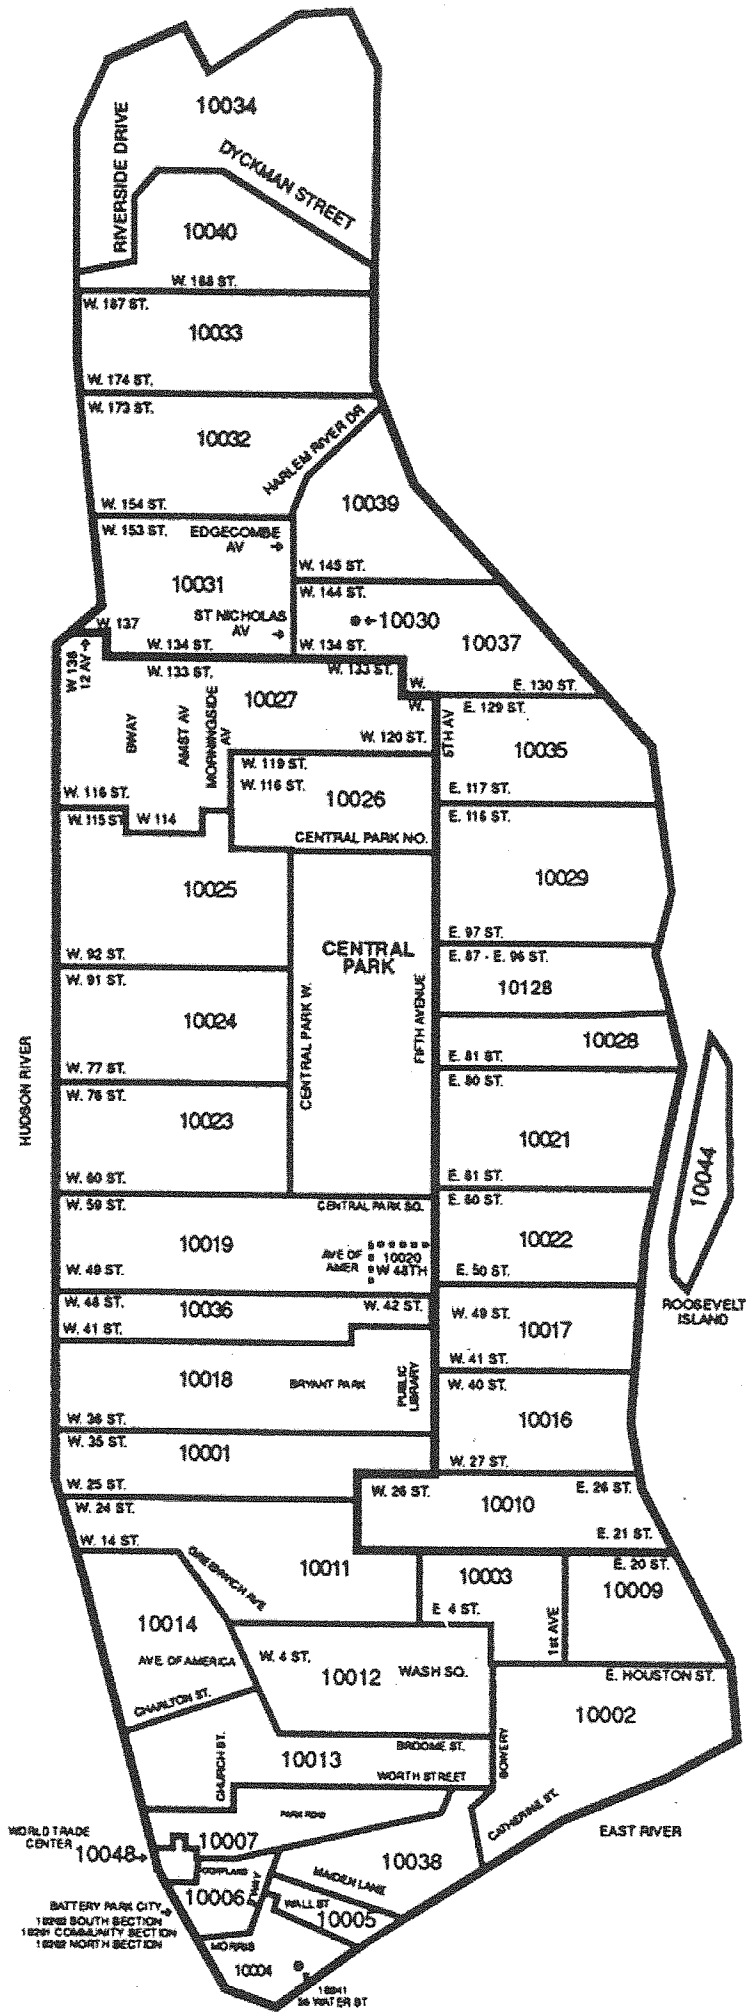 10034
RIVERSIDE DRIVE
DYCKMAN STREET
10040
W. 188 ST.
W. 187 ST.
10033
W. 174 ST.
W. 173 ST.
10032
HARLEM RIVER DR
W. 154 ST.
10039
W. 153 ST.
EDGECOMBE
AV
W. 145 ST.
10031
W. 144 ST.
10030
ST NICHOLAS
AV
W. 137
W. 134 ST.
W. 134 ST.
10037
W 136
12 AV
W. 133 ST.
W. 133 ST.
W.
E. 130 ST.
10027
W.
E. 129 ST.
BWAY
AMST AV
MORNINGSIDE
AV
W. 120 ST.
5TH AV
10035
W. 119 ST.
W. 116 ST.
W. 116 ST.
10026
E. 117 ST.
W. 115 ST
W 114
E. 116 ST.
CENTRAL PARK NO.
10025
10029
CENTRAL
PARK
E. 97 ST.
W. 92 ST.
E. 87 - E. 96 ST.
W. 91 ST.
10128
CENTRAL PARK W.
FIFTH AVENUE
10024
10028
HUDSON RIVER
E. 81 ST.
W. 77 ST.
E. 80 ST.
W. 76 ST.
10023
10021
10044
W. 60 ST.
E. 61 ST.
W. 59 ST.
CENTRAL PARK SO.
E. 60 ST.
10019
AVE OF
AMER
10020
W 48TH
10022
W. 49 ST.
E. 50 ST.
ROOSEVELT
ISLAND
W. 48 ST.
10036
W. 42 ST.
W. 49 ST.
10017
W. 41 ST.
W. 41 ST.
10018
BRYANT PARK
PUBLIC
LIBRARY
W. 40 ST.
10016
W. 36 ST.
W. 35 ST.
10001
W. 27 ST.
W. 25 ST.
W. 26 ST.
E. 26 ST.
W. 24 ST.
10010
E. 21 ST.
W. 14 ST.
GREENWICH AVE
10011
10003
E. 20 ST.
10009
E. 4 ST.
1st AVE
10014
W. 4 ST.
AVE OF AMERICA
10012
WASH SQ.
E. HOUSTON ST.
CHARLTON ST.
10002
CHURCH ST.
10013
BROOME ST.
BOWERY
WORTH STREET
PARK ROW
CATHERINE ST.
EAST RIVER
WORLD TRADE
CENTER
10048
10007
10038
MAIDEN LANE
10006
WALL ST
10005
BATTERY PARK CITY
SOUTH SECTION
COMMUNITY SECTION
NORTH SECTION
MORRIS
10004
10041
WATER ST